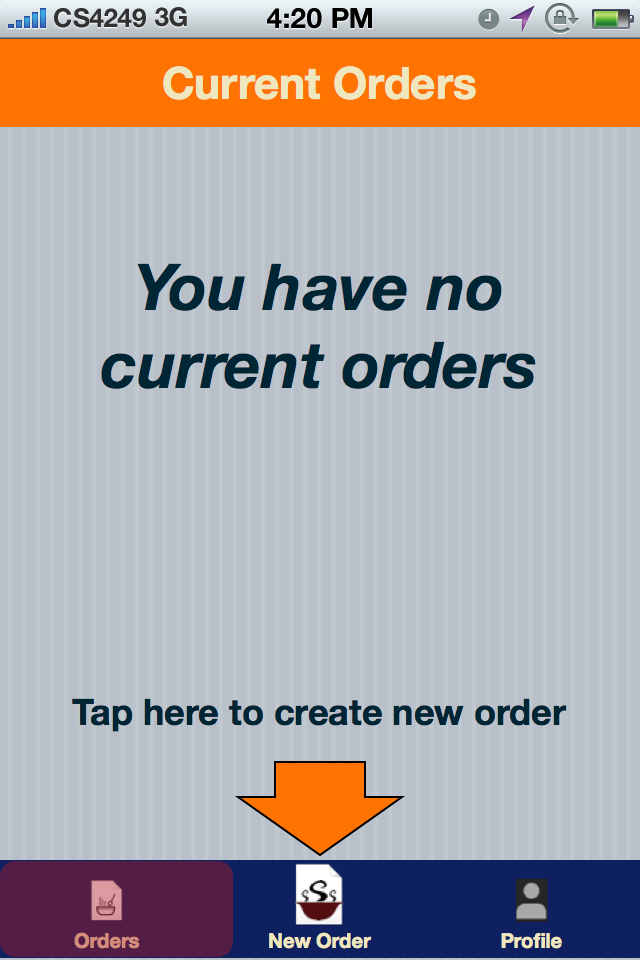 CS4249 3G 4:20 PM
Current Orders
You have no
current orders
Tap here to create new order
Orders New Order Profile